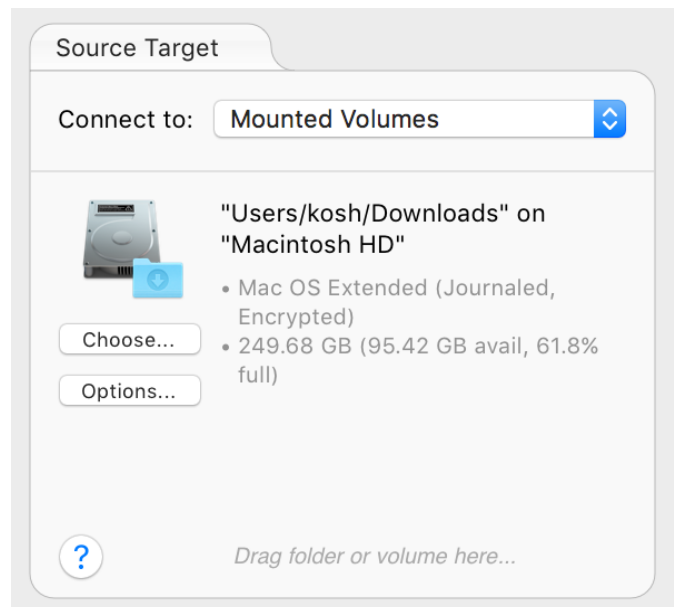 Source Target
Connect to: Mounted Volumes
"Users/kosh/Downloads" on
"Macintosh HD"
• Mac OS Extended (Journaled,
Encrypted)
• 249.68 GB (95.42 GB avail, 61.8%
full)
Choose...
Options...
?
Drag folder or volume here...